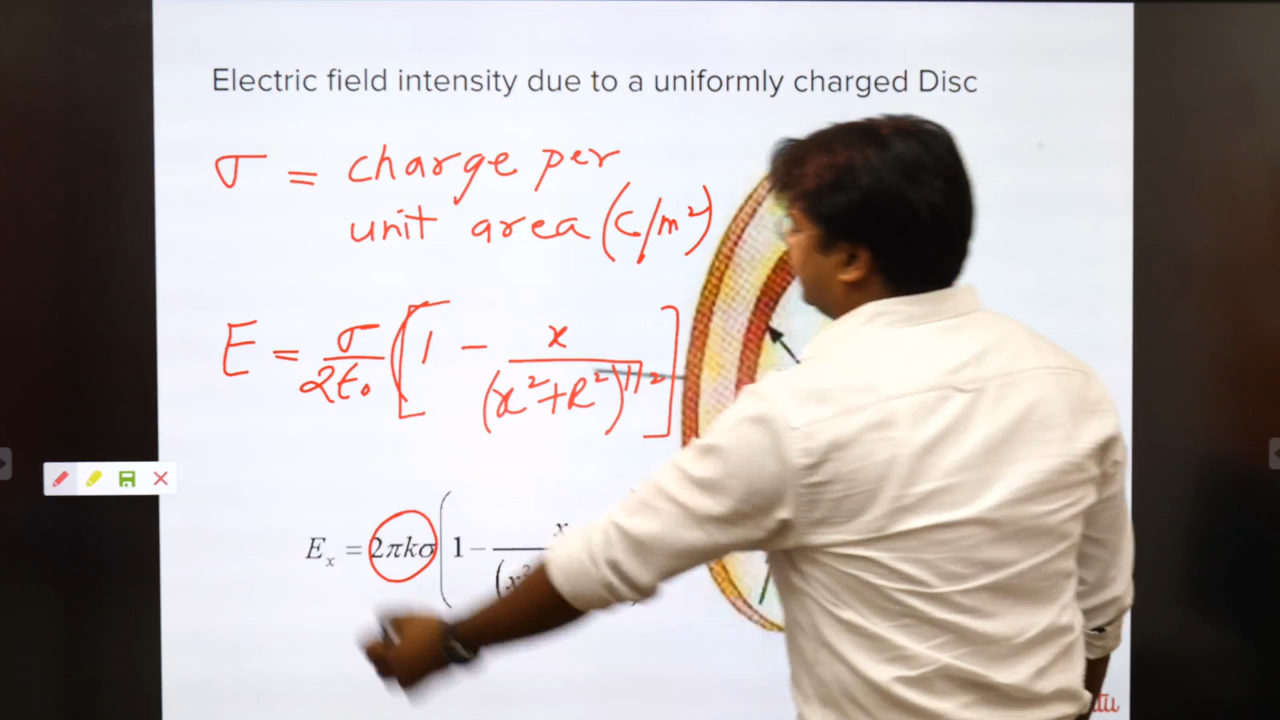 Electric field intensity due to a uniformly charged Disc
σ = charge per
unit area (C/m²)
E = σ/2ε₀ [1 - x/(x²+R²)^1/2]
Eₓ = 2πkσ (1 - x/(x²